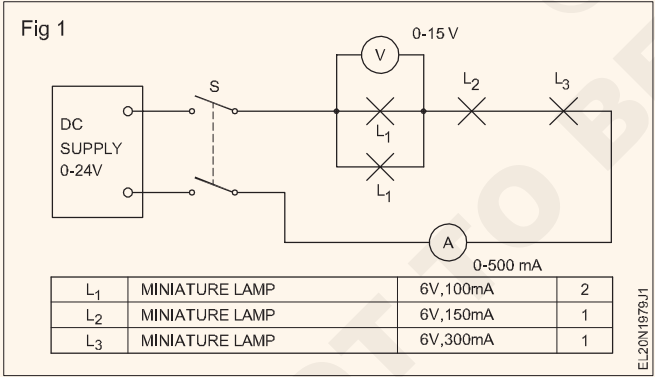 Fig 1
0-15 V
V
S
L2
L3
DC
SUPPLY
0-24V
L1
L1
A
0-500 mA
L1 MINIATURE LAMP 6V,100mA 2
L2 MINIATURE LAMP 6V,150mA 1
L3 MINIATURE LAMP 6V,300mA 1
EL20N1979J1